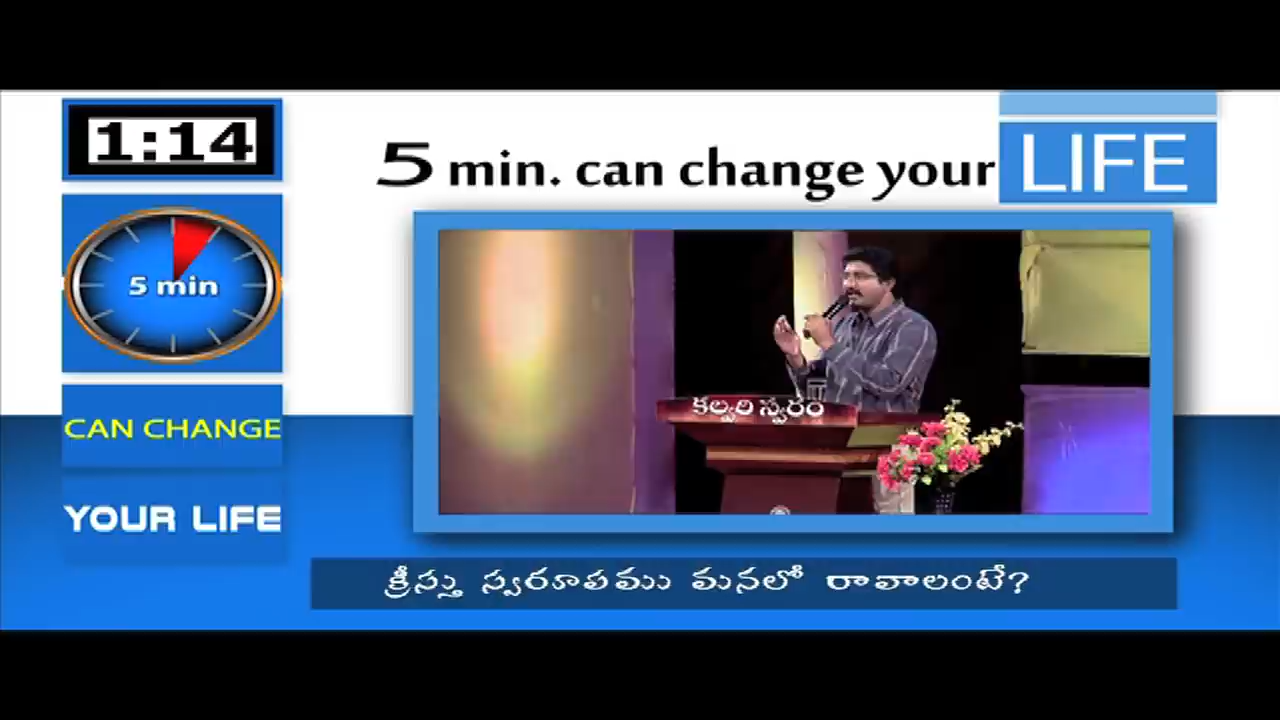 1:14
5 min. can change your LIFE
5 min
CAN CHANGE
YOUR LIFE
కల్వరి స్వరం
క్రీస్తు స్వరూపము మనలో రావాలంటే?